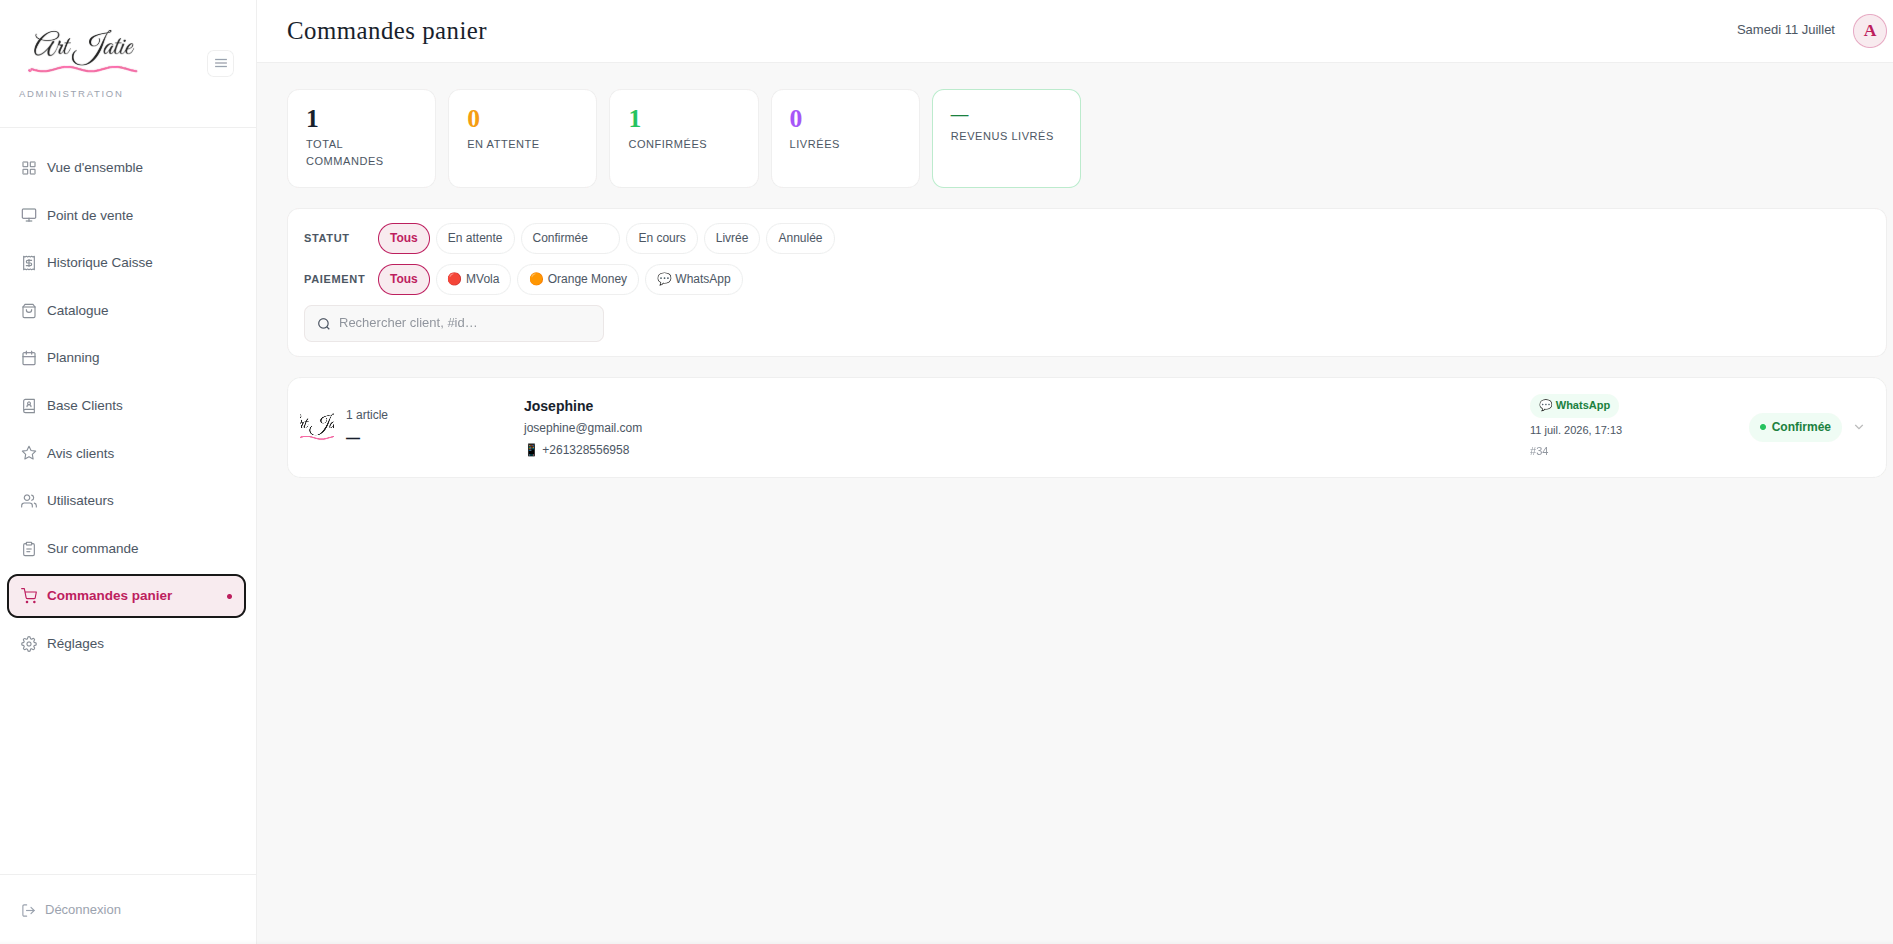 Art Jatie
ADMINISTRATION
Vue d'ensemble
Point de vente
Historique Caisse
Catalogue
Planning
Base Clients
Avis clients
Utilisateurs
Sur commande
Commandes panier
Réglages
Déconnexion
Commandes panier
Samedi 11 Juillet
A
1
TOTAL
COMMANDES
0
EN ATTENTE
1
CONFIRMÉES
0
LIVRÉES
—
REVENUS LIVRÉS
STATUT Tous En attente Confirmée En cours Livrée Annulée
PAIEMENT Tous MVola Orange Money WhatsApp
Rechercher client, #id…
1 article
—
Josephine
josephine@gmail.com
+261328556958
WhatsApp
11 juil. 2026, 17:13
#34
Confirmée